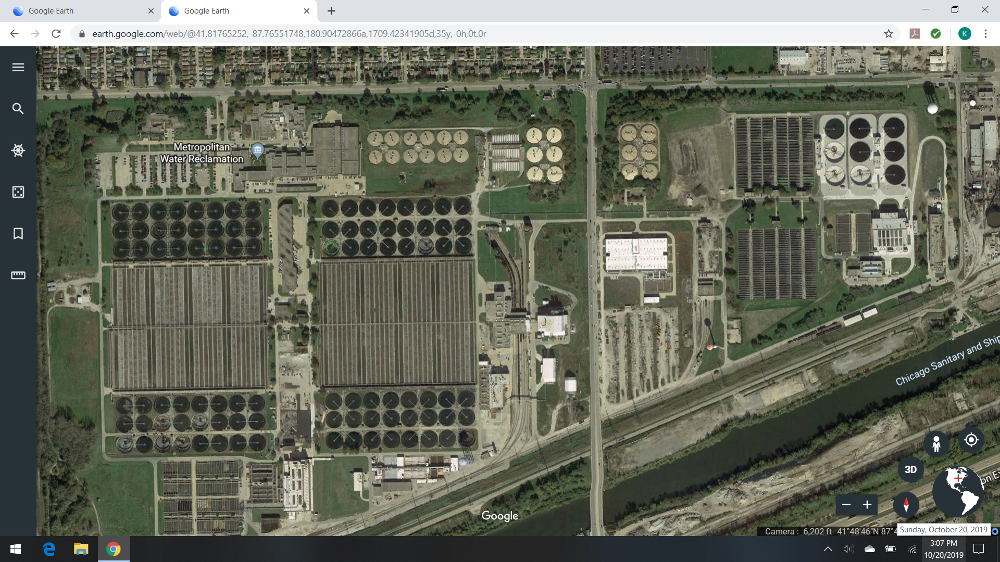 Google Earth
Google Earth
earth.google.com/web/@41.81765252,-87.76551748,180.90472866a,1709.42341905d,35y,-0h,0t,0r
K
Metropolitan
Water Reclamation
Chicago Sanitary and Ship
3D
on E
Google
Camera : 6,202 ft 41°48'46"N 87°4
Sunday, October 20, 2019
3:07 PM
10/20/2019